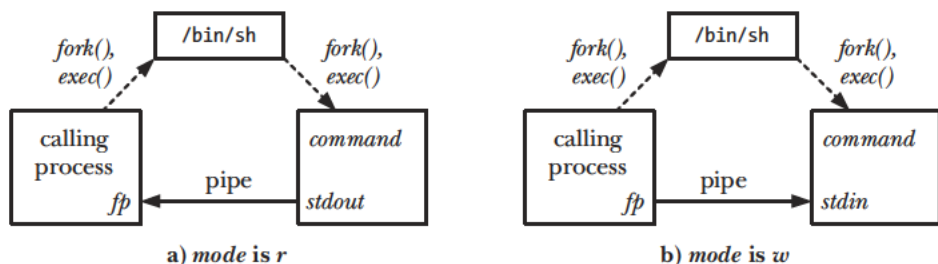 /bin/sh
fork(),
exec()
fork(),
exec()
calling
process
fp
pipe
command
stdout
a) mode is r
/bin/sh
fork(),
exec()
fork(),
exec()
calling
process
fp
pipe
command
stdin
b) mode is w